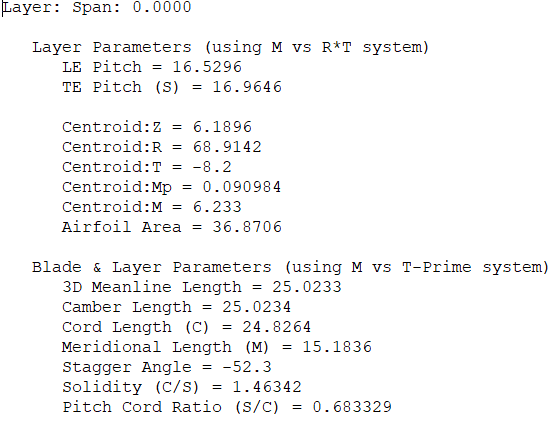 Layer: Span: 0.0000
Layer Parameters (using M vs R*T system)
LE Pitch = 16.5296
TE Pitch (S) = 16.9646
Centroid:Z = 6.1896
Centroid:R = 68.9142
Centroid:T = -8.2
Centroid:Mp = 0.090984
Centroid:M = 6.233
Airfoil Area = 36.8706
Blade & Layer Parameters (using M vs T-Prime system)
3D Meanline Length = 25.0233
Camber Length = 25.0234
Cord Length (C) = 24.8264
Meridional Length (M) = 15.1836
Stagger Angle = -52.3
Solidity (C/S) = 1.46342
Pitch Cord Ratio (S/C) = 0.683329